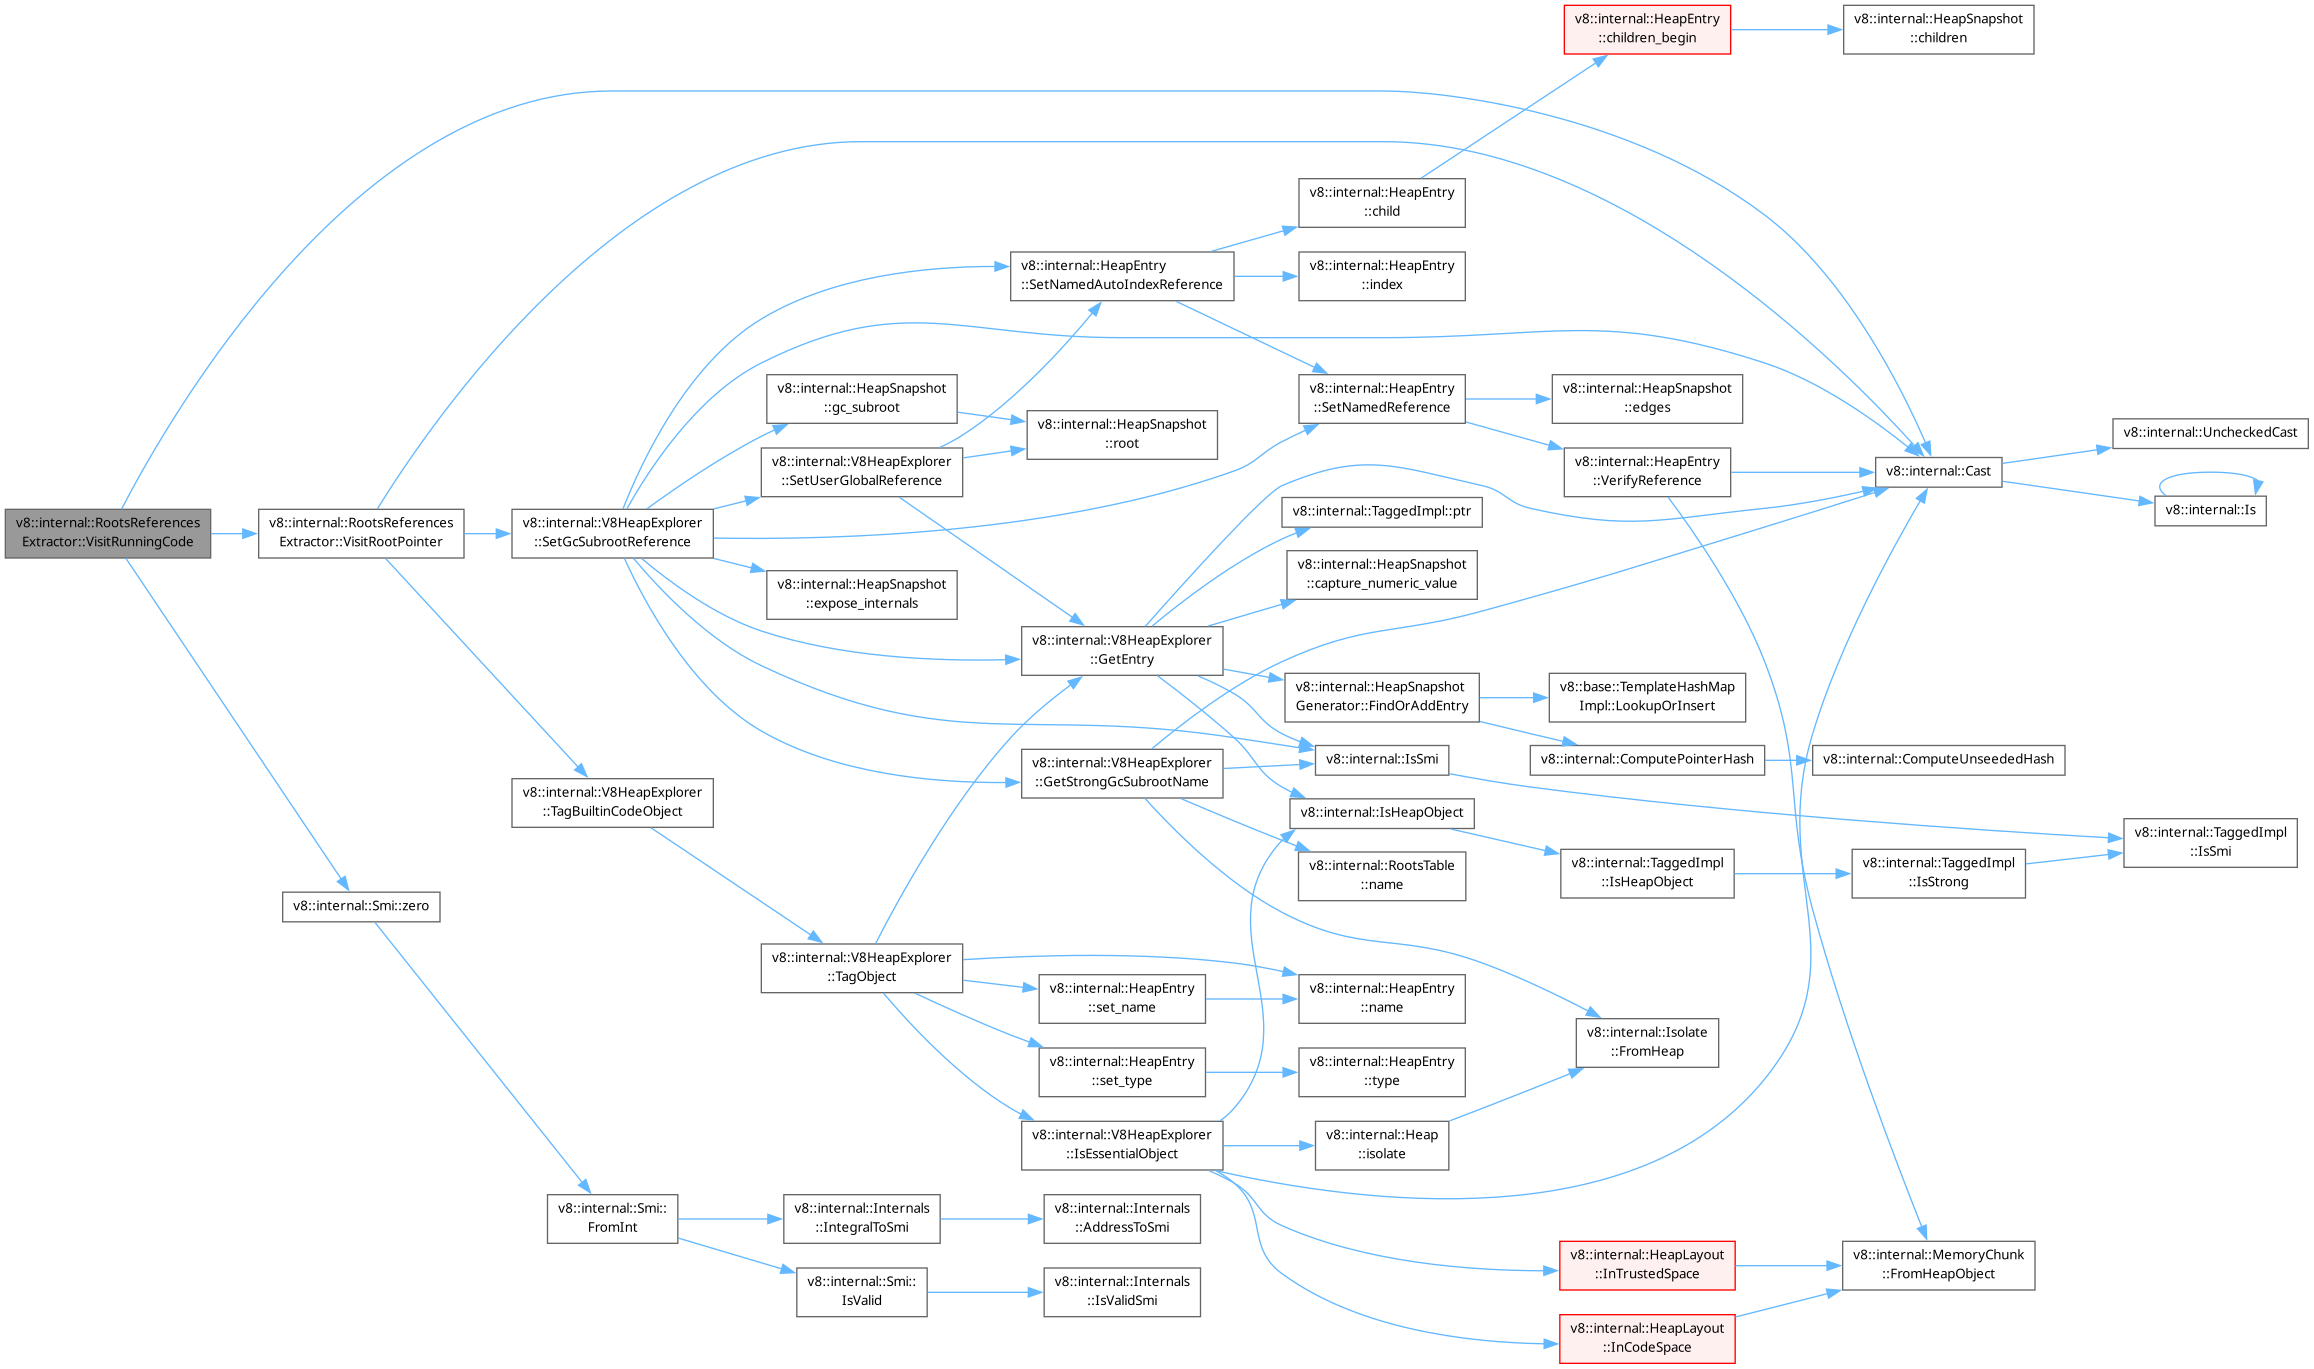 v8::internal::HeapEntry
::children_begin
v8::internal::HeapSnapshot
::children
v8::internal::HeapEntry
::child
v8::internal::HeapEntry
::SetNamedAutoIndexReference
v8::internal::HeapEntry
::index
v8::internal::HeapSnapshot
::gc_subroot
v8::internal::HeapEntry
::SetNamedReference
v8::internal::HeapSnapshot
::edges
v8::internal::HeapSnapshot
::root
v8::internal::UncheckedCast
v8::internal::V8HeapExplorer
::SetUserGlobalReference
v8::internal::HeapEntry
::VerifyReference
v8::internal::Cast
v8::internal::Is
v8::internal::RootsReferences
Extractor::VisitRunningCode
v8::internal::RootsReferences
Extractor::VisitRootPointer
v8::internal::V8HeapExplorer
::SetGcSubrootReference
v8::internal::TaggedImpl::ptr
v8::internal::HeapSnapshot
::expose_internals
v8::internal::HeapSnapshot
::capture_numeric_value
v8::internal::V8HeapExplorer
::GetEntry
v8::internal::HeapSnapshot
Generator::FindOrAddEntry
v8::base::TemplateHashMap
Impl::LookupOrInsert
v8::internal::V8HeapExplorer
::GetStrongGcSubrootName
v8::internal::IsSmi
v8::internal::ComputePointerHash
v8::internal::ComputeUnseededHash
v8::internal::V8HeapExplorer
::TagBuiltinCodeObject
v8::internal::IsHeapObject
v8::internal::TaggedImpl
::IsSmi
v8::internal::RootsTable
::name
v8::internal::TaggedImpl
::IsHeapObject
v8::internal::TaggedImpl
::IsStrong
v8::internal::Smi::zero
v8::internal::V8HeapExplorer
::TagObject
v8::internal::HeapEntry
::set_name
v8::internal::HeapEntry
::name
v8::internal::Isolate
::FromHeap
v8::internal::HeapEntry
::set_type
v8::internal::HeapEntry
::type
v8::internal::V8HeapExplorer
::IsEssentialObject
v8::internal::Heap
::isolate
v8::internal::Smi::
FromInt
v8::internal::Internals
::IntegralToSmi
v8::internal::Internals
::AddressToSmi
v8::internal::HeapLayout
::InTrustedSpace
v8::internal::MemoryChunk
::FromHeapObject
v8::internal::Smi::
IsValid
v8::internal::Internals
::IsValidSmi
v8::internal::HeapLayout
::InCodeSpace